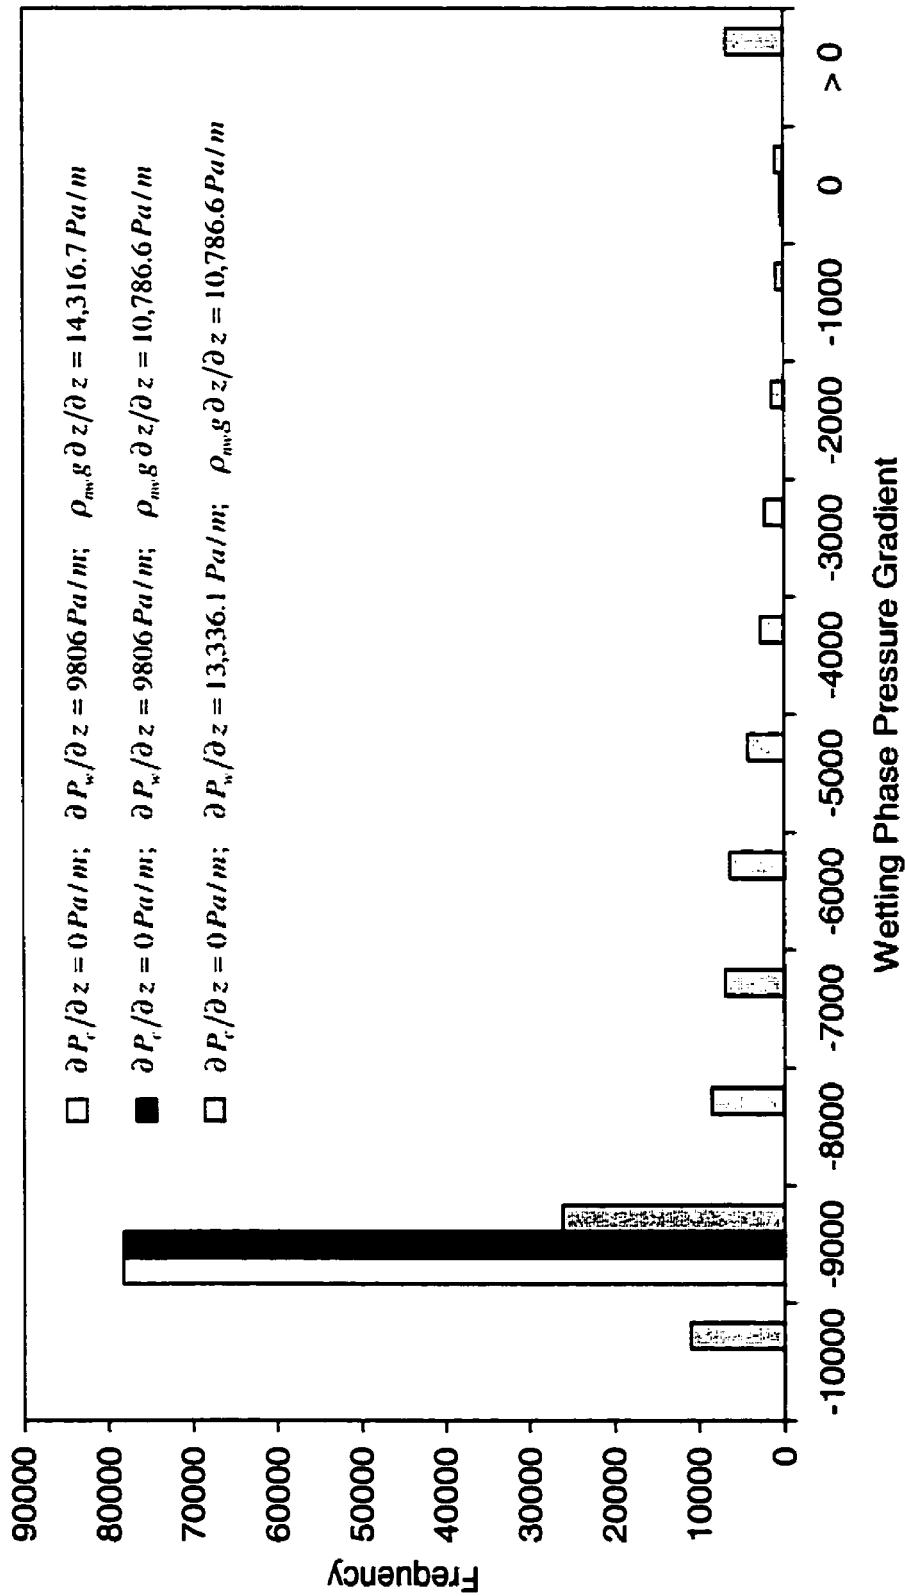 ∂P_c/∂z = 0 Pa/m; ∂P_w/∂z = 9806 Pa/m; ρ_nw g ∂z/∂z = 14,316.7 Pa/m
∂P_c/∂z = 0 Pa/m; ∂P_w/∂z = 9806 Pa/m; ρ_nw g ∂z/∂z = 10,786.6 Pa/m
∂P_c/∂z = 0 Pa/m; ∂P_w/∂z = 13,336.1 Pa/m; ρ_nw g ∂z/∂z = 10,786.6 Pa/m
Frequency
90000
80000
70000
60000
50000
40000
30000
20000
10000
0
-10000 -9000 -8000 -7000 -6000 -5000 -4000 -3000 -2000 -1000 0 > 0
Wetting Phase Pressure Gradient